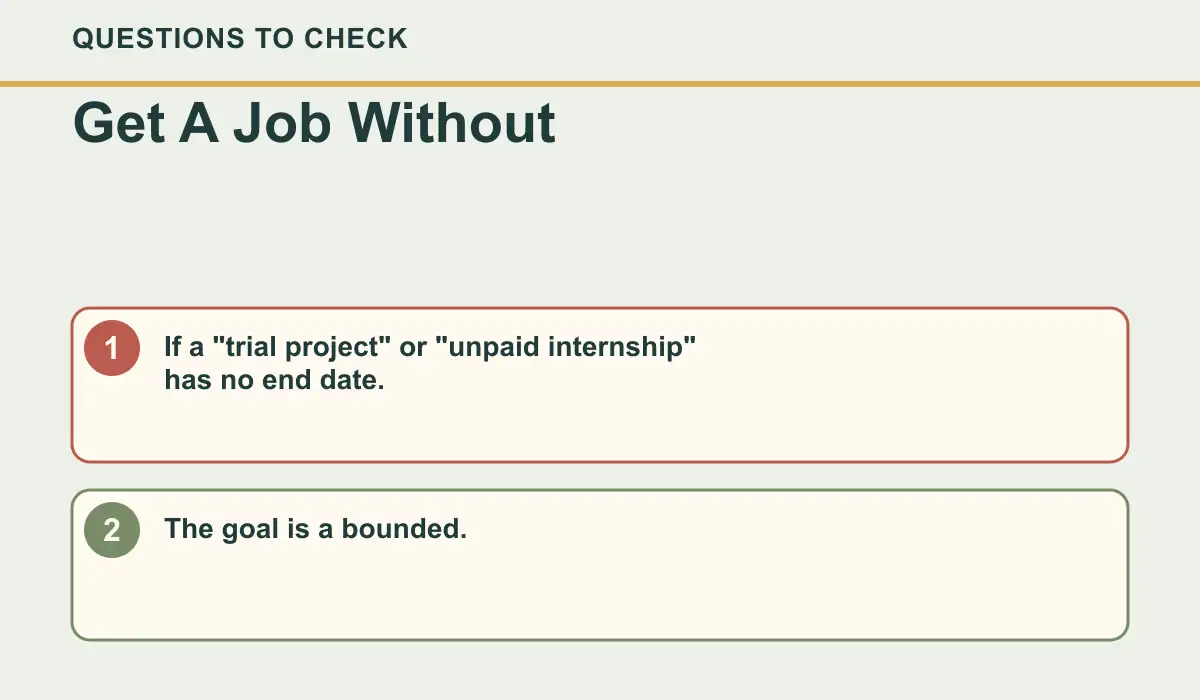 QUESTIONS TO CHECK
Get A Job Without
1
If a "trial project" or "unpaid internship"
has no end date.
2
The goal is a bounded.